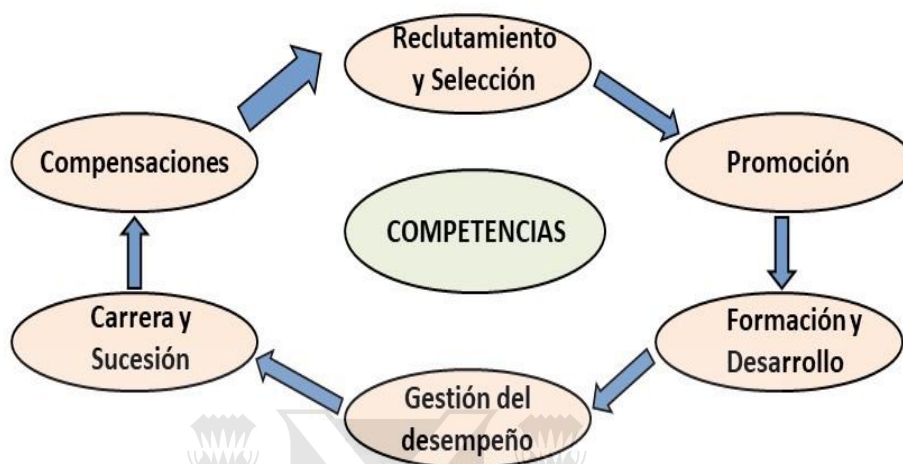 Reclutamiento
y Selección
Compensaciones
Promoción
COMPETENCIAS
Carrera y
Sucesión
Formación y
Desarrollo
Gestión del
desempeño